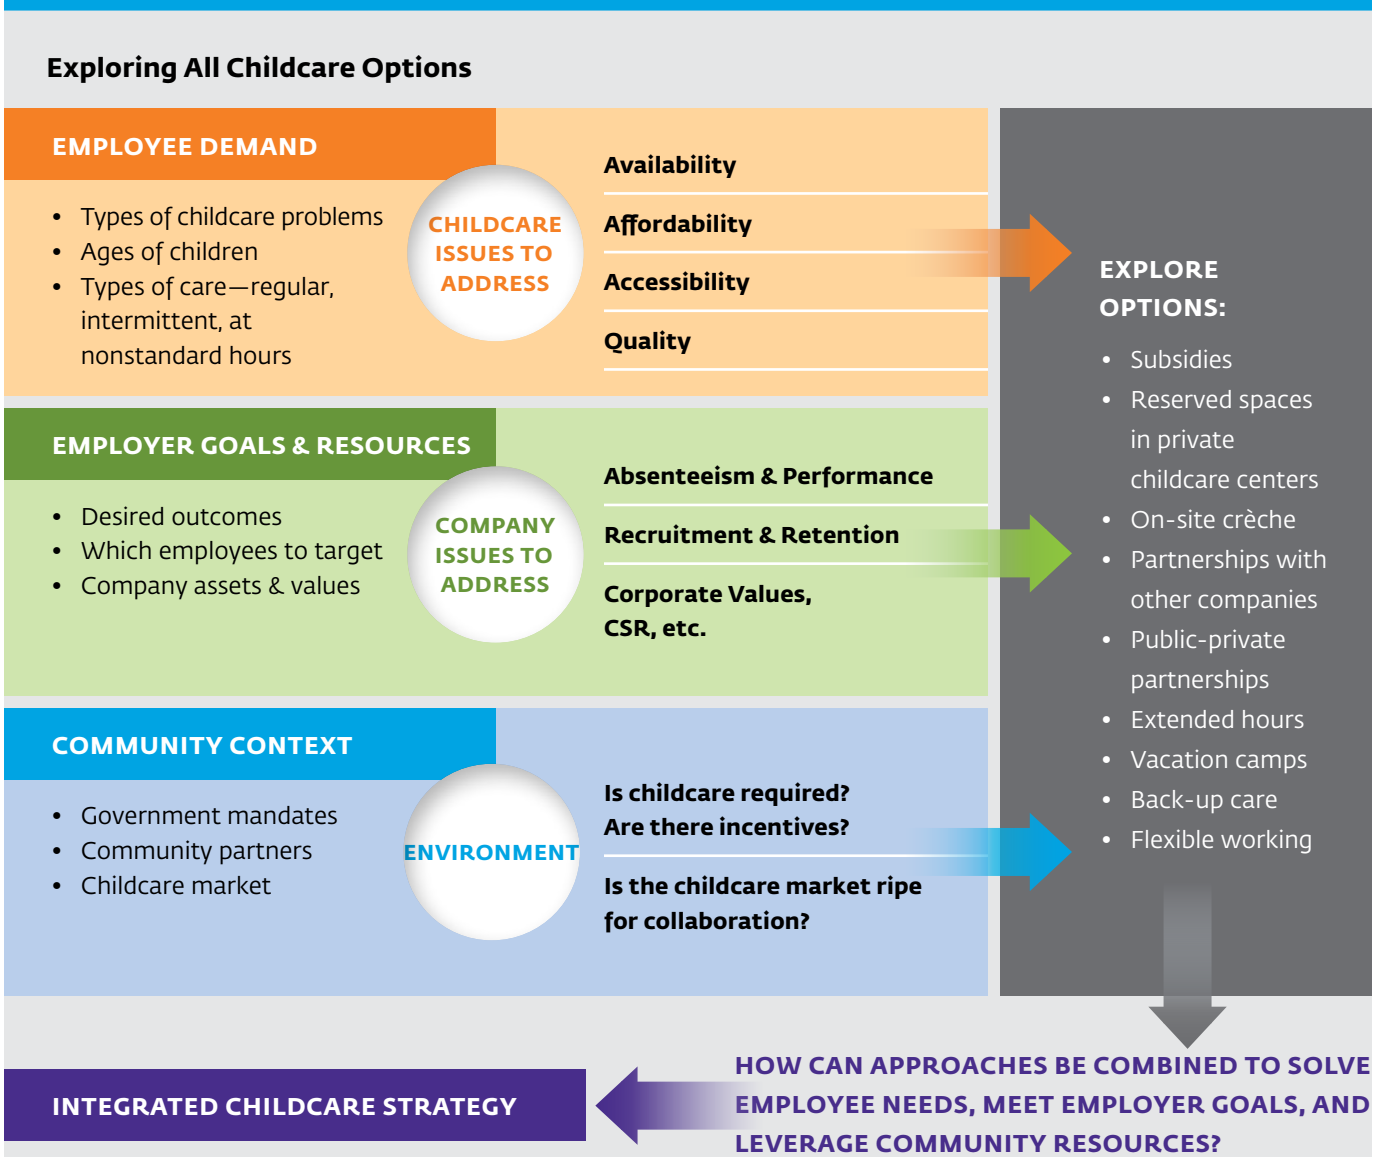 Exploring All Childcare Options
EMPLOYEE DEMAND
• Types of childcare problems
• Ages of children
• Types of care—regular,
intermittent, at
nonstandard hours
CHILDCARE
ISSUES TO
ADDRESS
Availability
Affordability
Accessibility
Quality
EMPLOYER GOALS & RESOURCES
• Desired outcomes
• Which employees to target
• Company assets & values
COMPANY
ISSUES TO
ADDRESS
Absenteeism & Performance
Recruitment & Retention
Corporate Values,
CSR, etc.
COMMUNITY CONTEXT
• Government mandates
• Community partners
• Childcare market
ENVIRONMENT
Is childcare required?
Are there incentives?
Is the childcare market ripe
for collaboration?
EXPLORE
OPTIONS:
• Subsidies
• Reserved spaces
in private
childcare centers
• On-site crèche
• Partnerships with
other companies
• Public-private
partnerships
• Extended hours
• Vacation camps
• Back-up care
• Flexible working
HOW CAN APPROACHES BE COMBINED TO SOLVE
EMPLOYEE NEEDS, MEET EMPLOYER GOALS, AND
LEVERAGE COMMUNITY RESOURCES?
INTEGRATED CHILDCARE STRATEGY